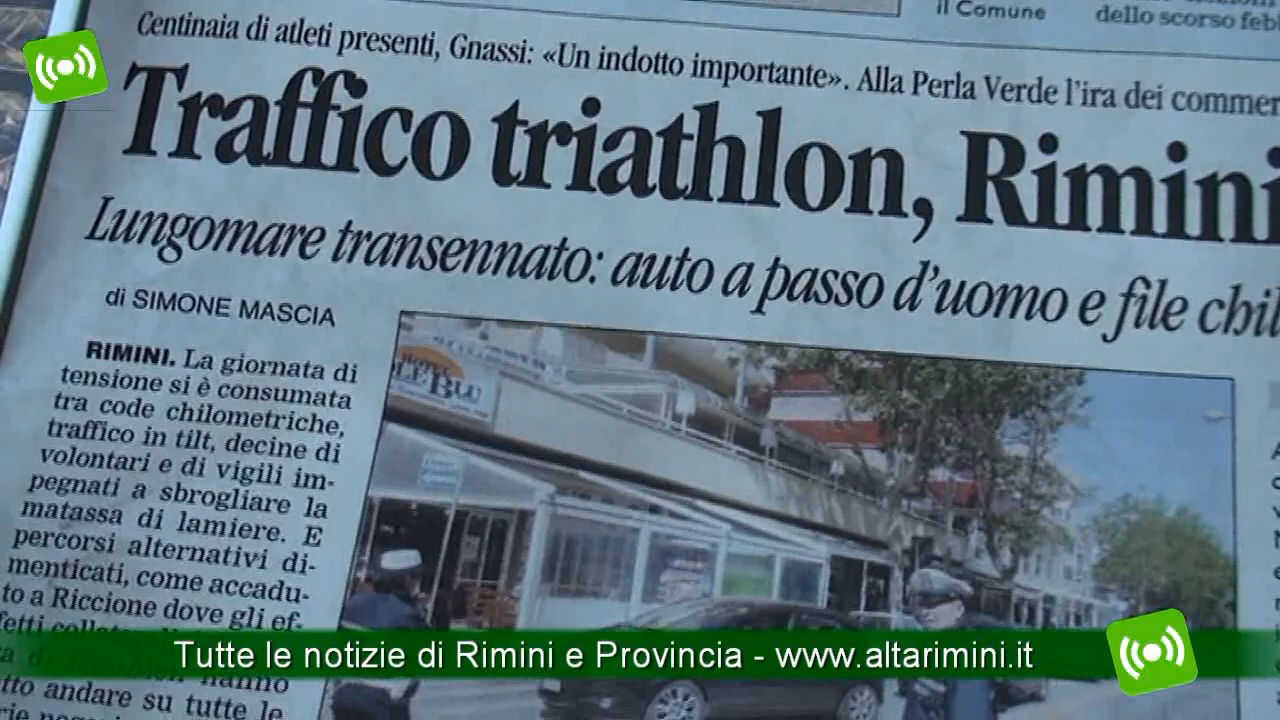 il Comune
dello scorso feb
Centinaia di atleti presenti, Gnassi: «Un indotto importante». Alla Perla Verde l'ira dei commer
Traffico triathlon, Rimini
Lungomare transennato: auto a passo d'uomo e file chil
di SIMONE MASCIA
RIMINI. La giornata di
tensione si è consumata
tra code chilometriche,
traffico in tilt, decine di
volontari e di vigili im-
pegnati a sbrogliare la
matassa di lamiere. E
percorsi alternativi di-
menticati, come accadu-
to a Riccione dove gli ef-
hanno
tto andare su tutte le
HOTEL
LE BLU
Tutte le notizie di Rimini e Provincia - www.altarimini.it